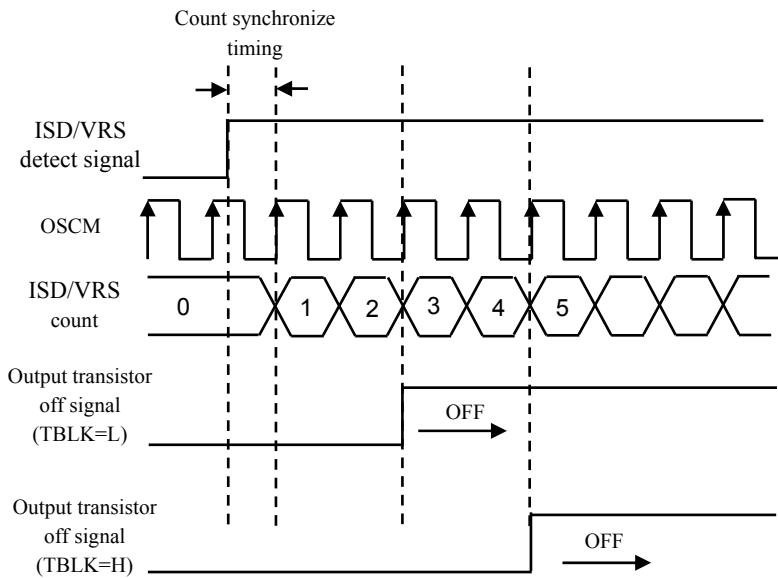 Count synchronize
timing
ISD/VRS
detect signal
OSCM
ISD/VRS
count
0 1 2 3 4 5
Output transistor
off signal
(TBLK=L)
OFF
Output transistor
off signal
(TBLK=H)
OFF